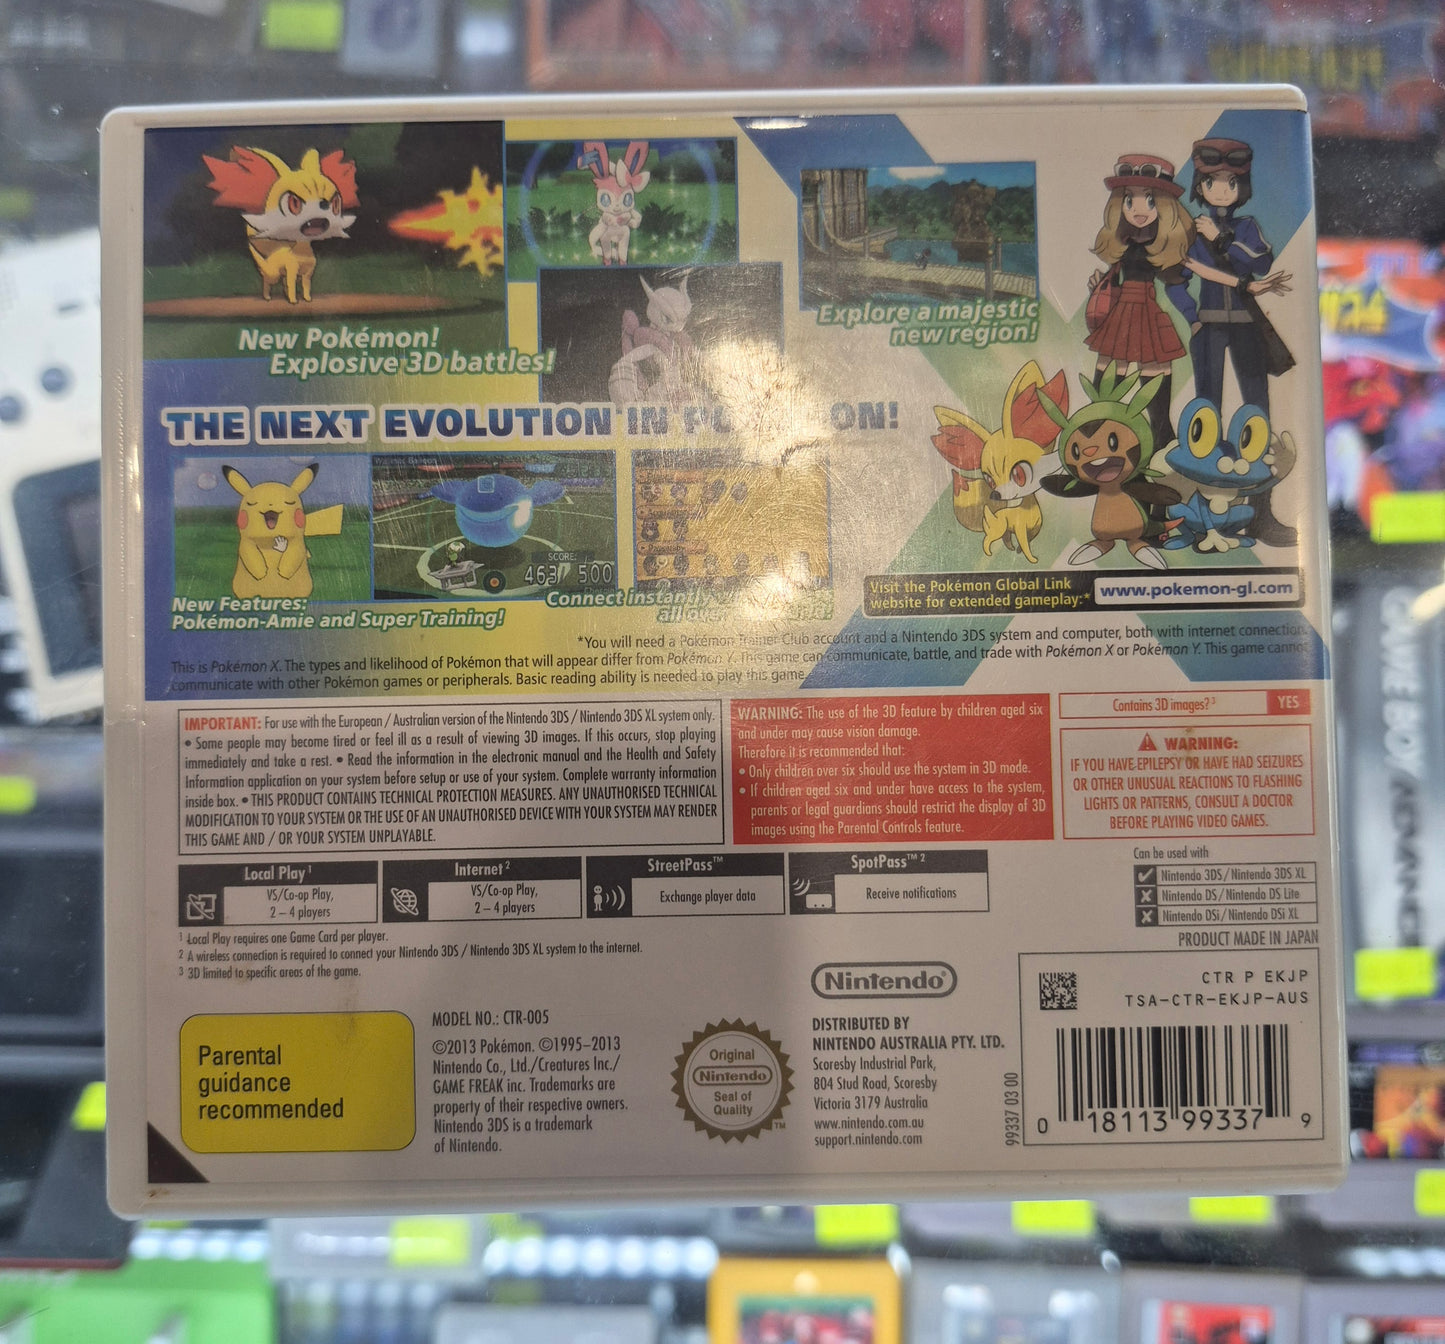 New Pokémon!
Explosive 3D battles!
Explore a majestic
new region!
THE NEXT EVOLUTION IN ON!
SCORE:
463 500
New Features:
Pokémon-Amie and Super Training!
Connect instantly
all
Visit the Pokémon Global Link
website for extended gameplay:*
www.pokemon-gl.com
*You will need a Pokémon Trainer Club account and a Nintendo 3DS system and computer, both with internet connection.
This is Pokémon X. The types and likelihood of Pokémon that will appear differ from Pokémon Y. This game can communicate, battle, and trade with Pokémon X or Pokémon Y. This game cannot
communicate with other Pokémon games or peripherals. Basic reading ability is needed to play this game.
IMPORTANT: For use with the European / Australian version of the Nintendo 3DS / Nintendo 3DS XL system only.
• Some people may become tired or feel ill as a result of viewing 3D images. If this occurs, stop playing
immediately and take a rest. • Read the information in the electronic manual and the Health and Safety
Information application on your system before setup or use of your system. Complete warranty information
inside box. • THIS PRODUCT CONTAINS TECHNICAL PROTECTION MEASURES. ANY UNAUTHORISED TECHNICAL
MODIFICATION TO YOUR SYSTEM OR THE USE OF AN UNAUTHORISED DEVICE WITH YOUR SYSTEM MAY RENDER
THIS GAME AND / OR YOUR SYSTEM UNPLAYABLE.
WARNING: The use of the 3D feature by children aged six
and under may cause vision damage.
Therefore it is recommended that:
• Only children over six should use the system in 3D mode.
• If children aged six and under have access to the system,
parents or legal guardians should restrict the display of 3D
images using the Parental Controls feature.
Contains 3D images?³ YES
WARNING:
IF YOU HAVE EPILEPSY OR HAVE HAD SEIZURES
OR OTHER UNUSUAL REACTIONS TO FLASHING
LIGHTS OR PATTERNS, CONSULT A DOCTOR
BEFORE PLAYING VIDEO GAMES.
Local Play¹
VS/Co-op Play,
2 – 4 players
Internet²
VS/Co-op Play,
2 – 4 players
StreetPass™
Exchange player data
SpotPass™ ²
Receive notifications
Can be used with
Nintendo 3DS / Nintendo 3DS XL
Nintendo DS / Nintendo DS Lite
Nintendo DSi / Nintendo DSi XL
PRODUCT MADE IN JAPAN
¹ Local Play requires one Game Card per player.
² A wireless connection is required to connect your Nintendo 3DS / Nintendo 3DS XL system to the internet.
³ 3D limited to specific areas of the game.
Parental
guidance
recommended
MODEL NO.: CTR-005
©2013 Pokémon. ©1995–2013
Nintendo Co., Ltd./Creatures Inc./
GAME FREAK inc. Trademarks are
property of their respective owners.
Nintendo 3DS is a trademark
of Nintendo.
Original
Nintendo
Seal of
Quality
TM
Nintendo®
DISTRIBUTED BY
NINTENDO AUSTRALIA PTY. LTD.
Scoresby Industrial Park,
804 Stud Road, Scoresby
Victoria 3179 Australia
www.nintendo.com.au
support.nintendo.com
99337 03 00
CTR P EKJP
TSA-CTR-EKJP-AUS
0 18113 99337 9
GAME BOY ADVANCE